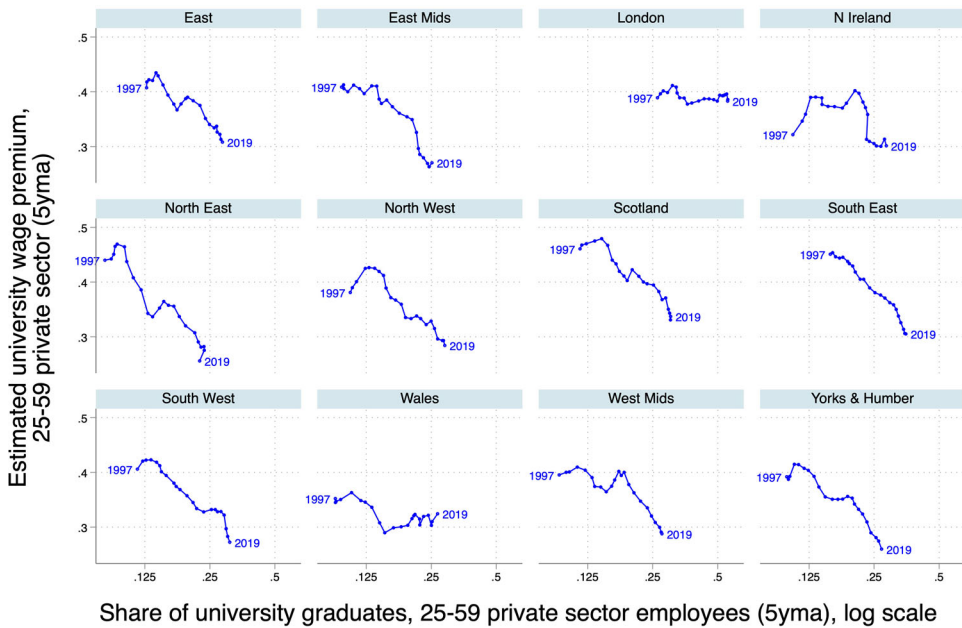 Estimated university wage premium,
25-59 private sector (5yma)
East
East Mids
London
N Ireland
.5
.4
.3
1997
2019
1997
2019
1997
2019
1997
2019
North East
North West
Scotland
South East
.5
.4
.3
1997
2019
1997
2019
1997
2019
1997
2019
South West
Wales
West Mids
Yorks & Humber
.5
.4
.3
1997
2019
1997
2019
1997
2019
1997
2019
.125 .25 .5
.125 .25 .5
.125 .25 .5
.125 .25 .5
Share of university graduates, 25-59 private sector employees (5yma), log scale